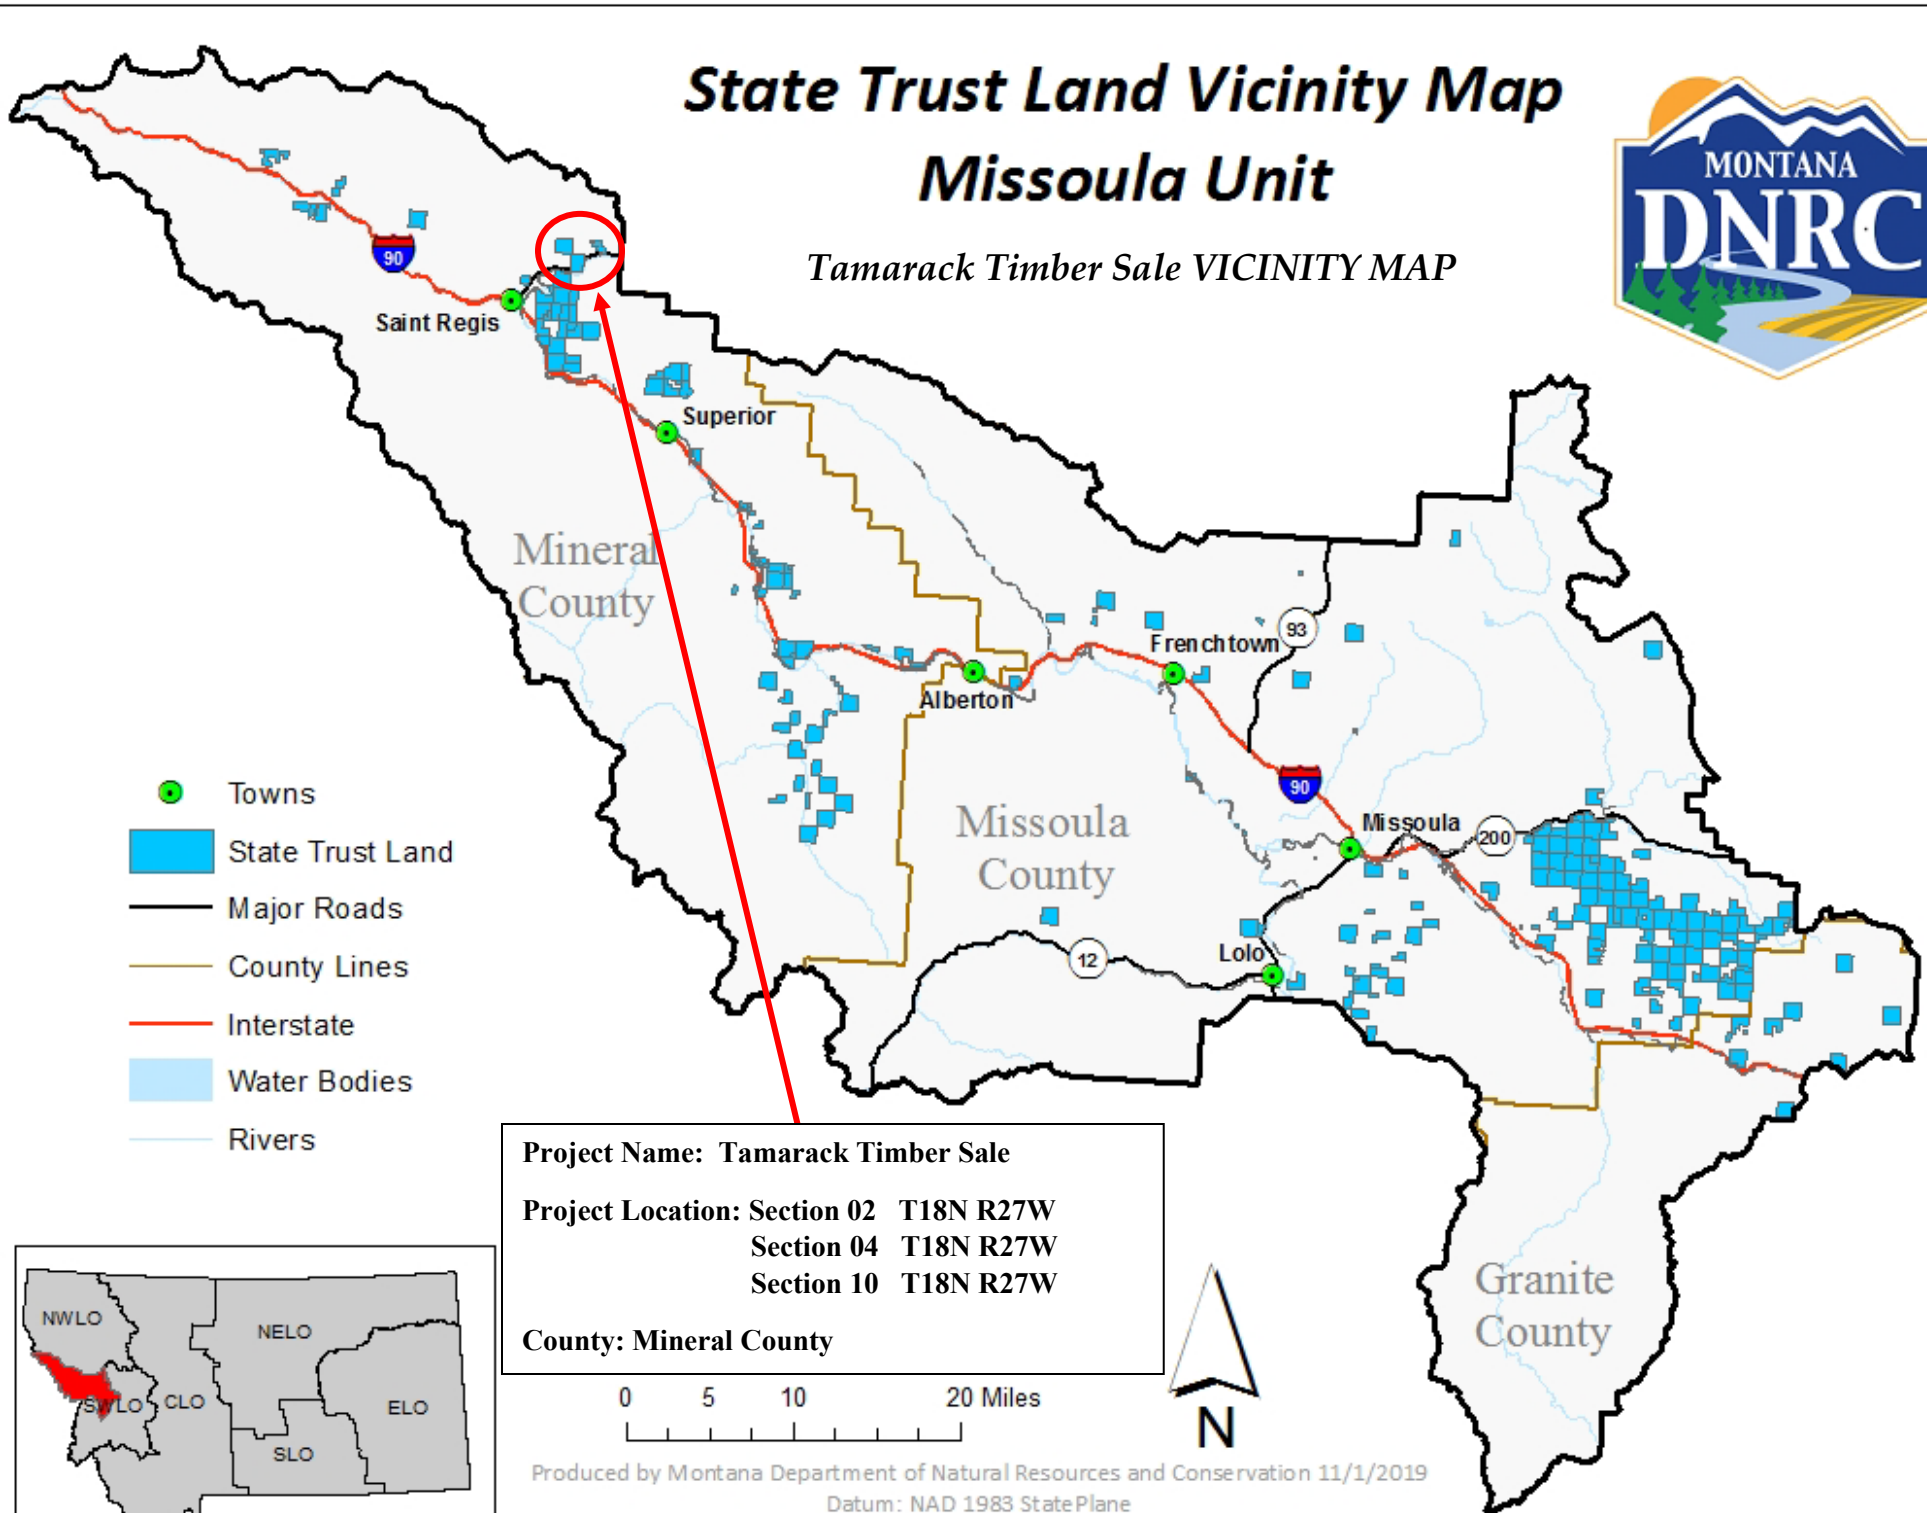 State Trust Land Vicinity Map
Missoula Unit
Tamarack Timber Sale VICINITY MAP
MONTANA
DNRC
90
Saint Regis
Superior
Mineral
County
Frenchtown
93
Alberton
90
Missoula
200
Missoula
County
Lolo
12
Towns
State Trust Land
Major Roads
County Lines
Interstate
Water Bodies
Rivers
Project Name: Tamarack Timber Sale
Project Location: Section 02 T18N R27W
Section 04 T18N R27W
Section 10 T18N R27W
County: Mineral County
Granite
County
NWLO
NELO
SWLO
CLO
ELO
SLO
0 5 10 20 Miles
N
Produced by Montana Department of Natural Resources and Conservation 11/1/2019
Datum: NAD 1983 StatePlane